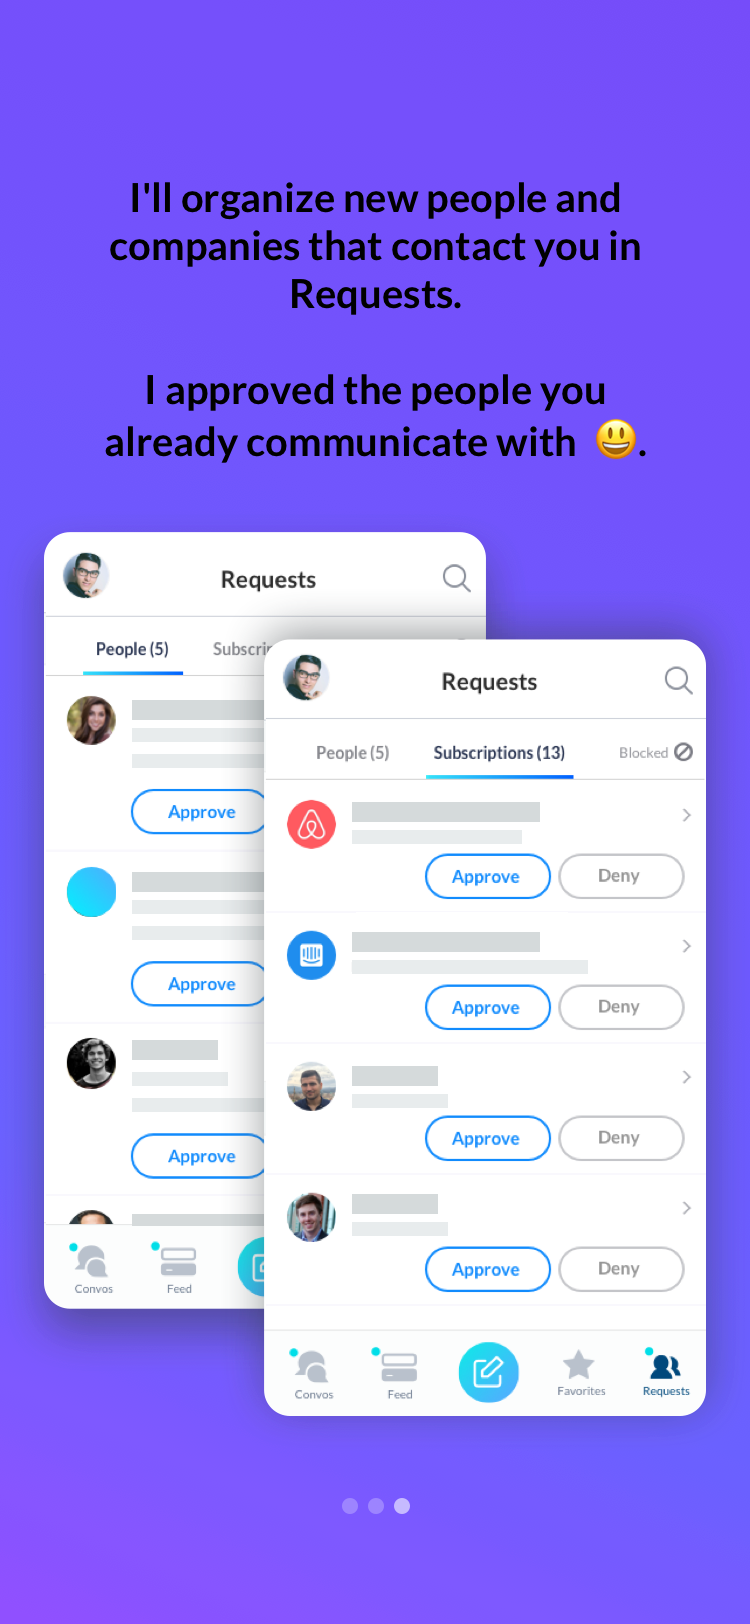 I'll organize new people and
companies that contact you in
Requests.
I approved the people you
already communicate with 😃.
Requests
People (5) Subscrip
Approve
Approve
Approve
Convos Feed
Requests
People (5) Subscriptions (13) Blocked
Approve Deny
Approve Deny
Approve Deny
Approve Deny
Convos Feed Favorites Requests